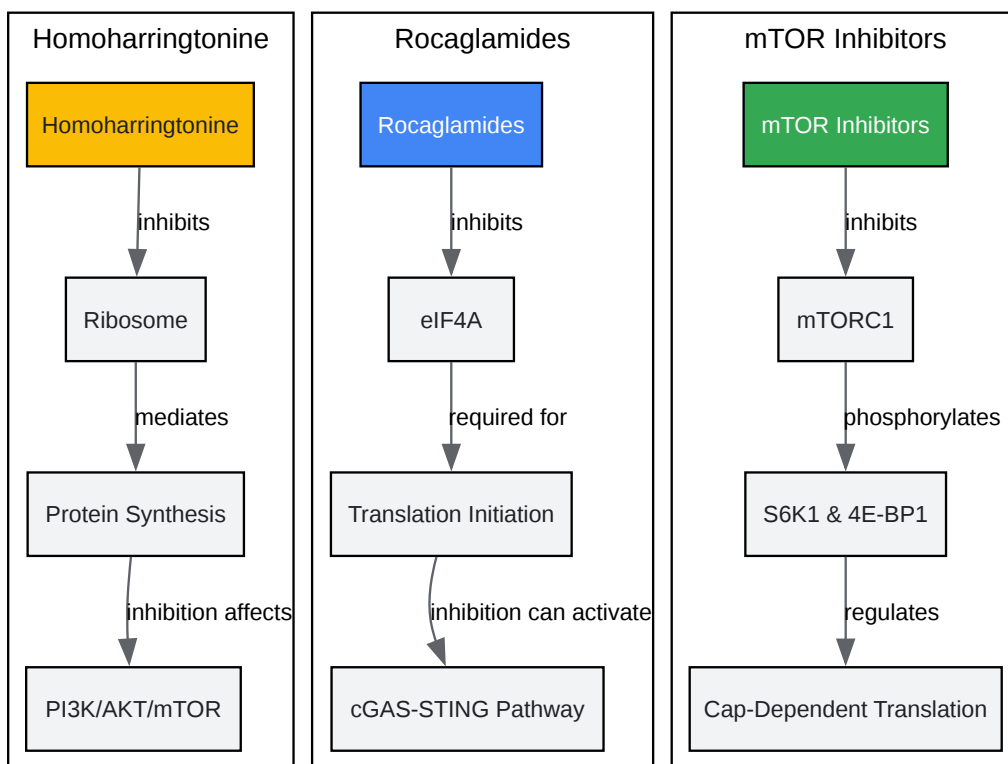 Homoharringtonine
Homoharringtonine
inhibits
Ribosome
mediates
Protein Synthesis
inhibition affects
PI3K/AKT/mTOR
Rocaglamides
Rocaglamides
inhibits
eIF4A
required for
Translation Initiation
inhibition can activate
cGAS-STING Pathway
mTOR Inhibitors
mTOR Inhibitors
inhibits
mTORC1
phosphorylates
S6K1 & 4E-BP1
regulates
Cap-Dependent Translation